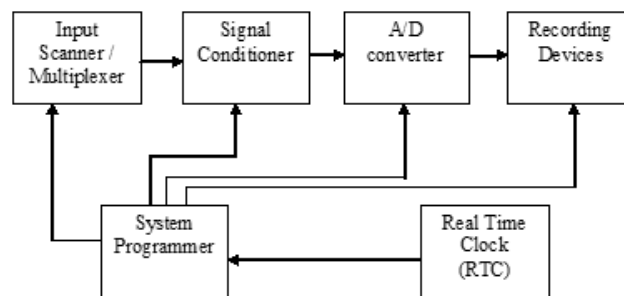 Input
Scanner /
Multiplexer
Signal
Conditioner
A/D
converter
Recording
Devices
System
Programmer
Real Time
Clock
(RTC)